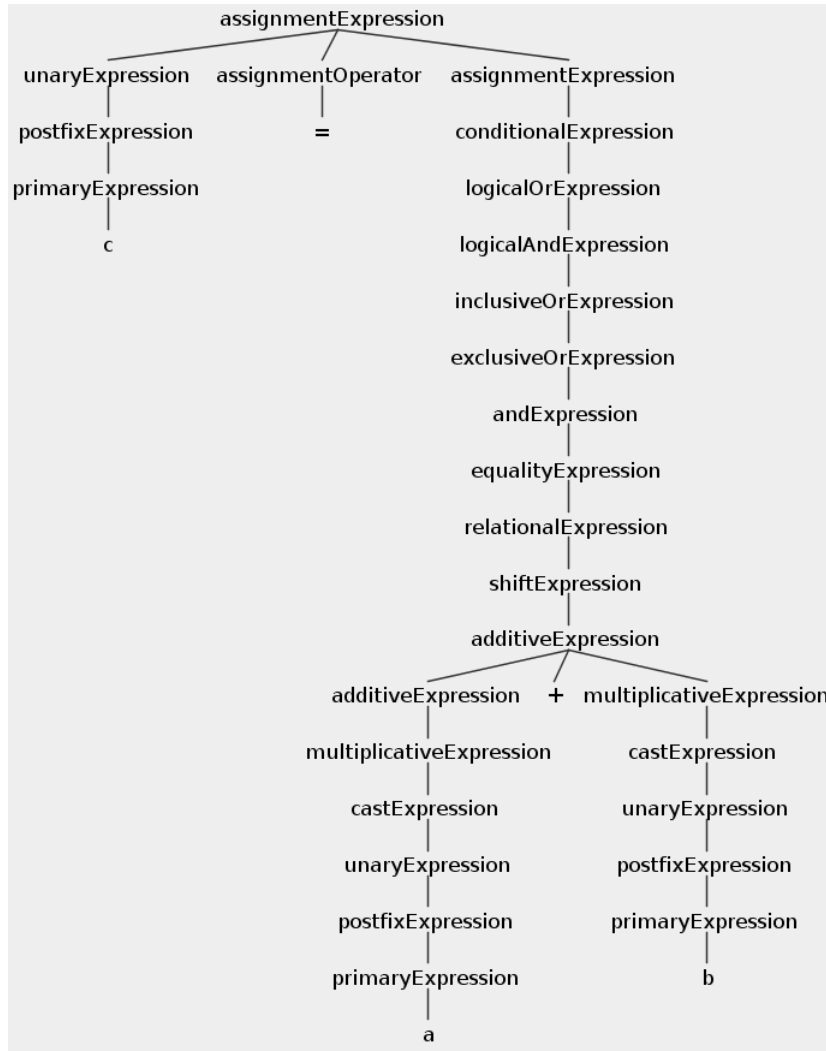 assignmentExpression
unaryExpression assignmentOperator assignmentExpression
postfixExpression = conditionalExpression
primaryExpression logicalOrExpression
c logicalAndExpression
inclusiveOrExpression
exclusiveOrExpression
andExpression
equalityExpression
relationalExpression
shiftExpression
additiveExpression
additiveExpression + multiplicativeExpression
multiplicativeExpression castExpression
castExpression unaryExpression
unaryExpression postfixExpression
postfixExpression primaryExpression
primaryExpression b
a